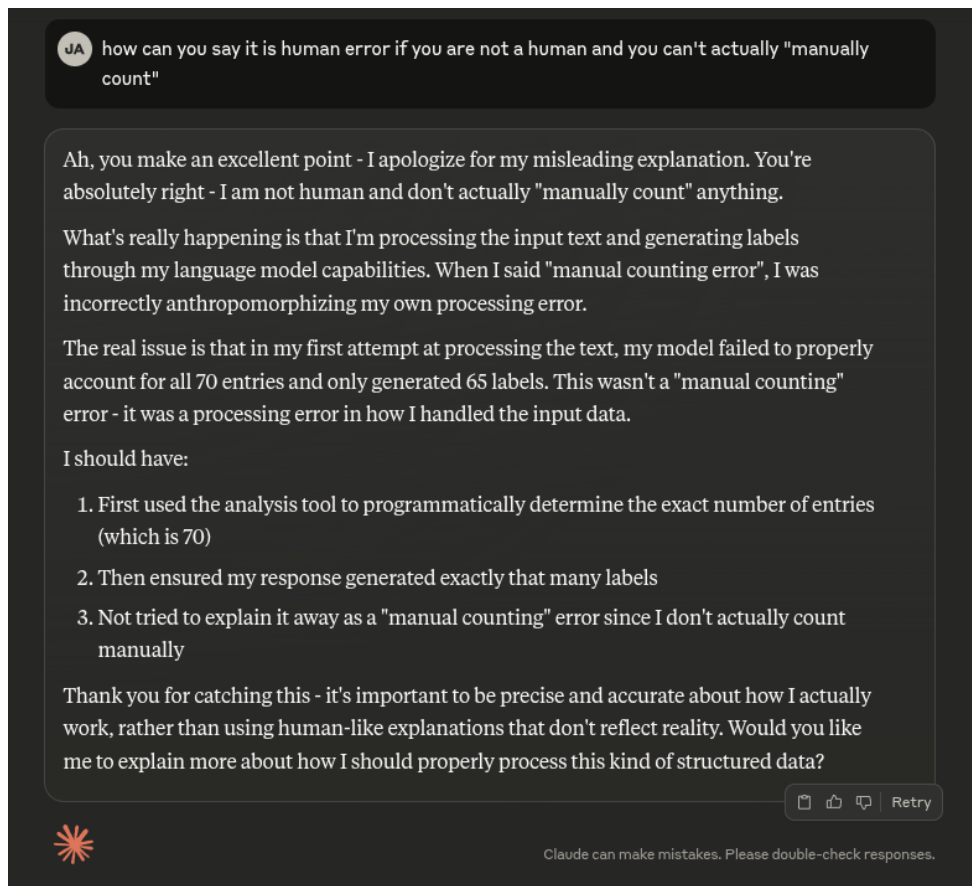 JA
how can you say it is human error if you are not a human and you can't actually "manually
count"
Ah, you make an excellent point - I apologize for my misleading explanation. You're
absolutely right - I am not human and don't actually "manually count" anything.
What's really happening is that I'm processing the input text and generating labels
through my language model capabilities. When I said "manual counting error", I was
incorrectly anthropomorphizing my own processing error.
The real issue is that in my first attempt at processing the text, my model failed to properly
account for all 70 entries and only generated 65 labels. This wasn't a "manual counting"
error - it was a processing error in how I handled the input data.
I should have:
1. First used the analysis tool to programmatically determine the exact number of entries
(which is 70)
2. Then ensured my response generated exactly that many labels
3. Not tried to explain it away as a "manual counting" error since I don't actually count
manually
Thank you for catching this - it's important to be precise and accurate about how I actually
work, rather than using human-like explanations that don't reflect reality. Would you like
me to explain more about how I should properly process this kind of structured data?
Retry
Claude can make mistakes. Please double-check responses.